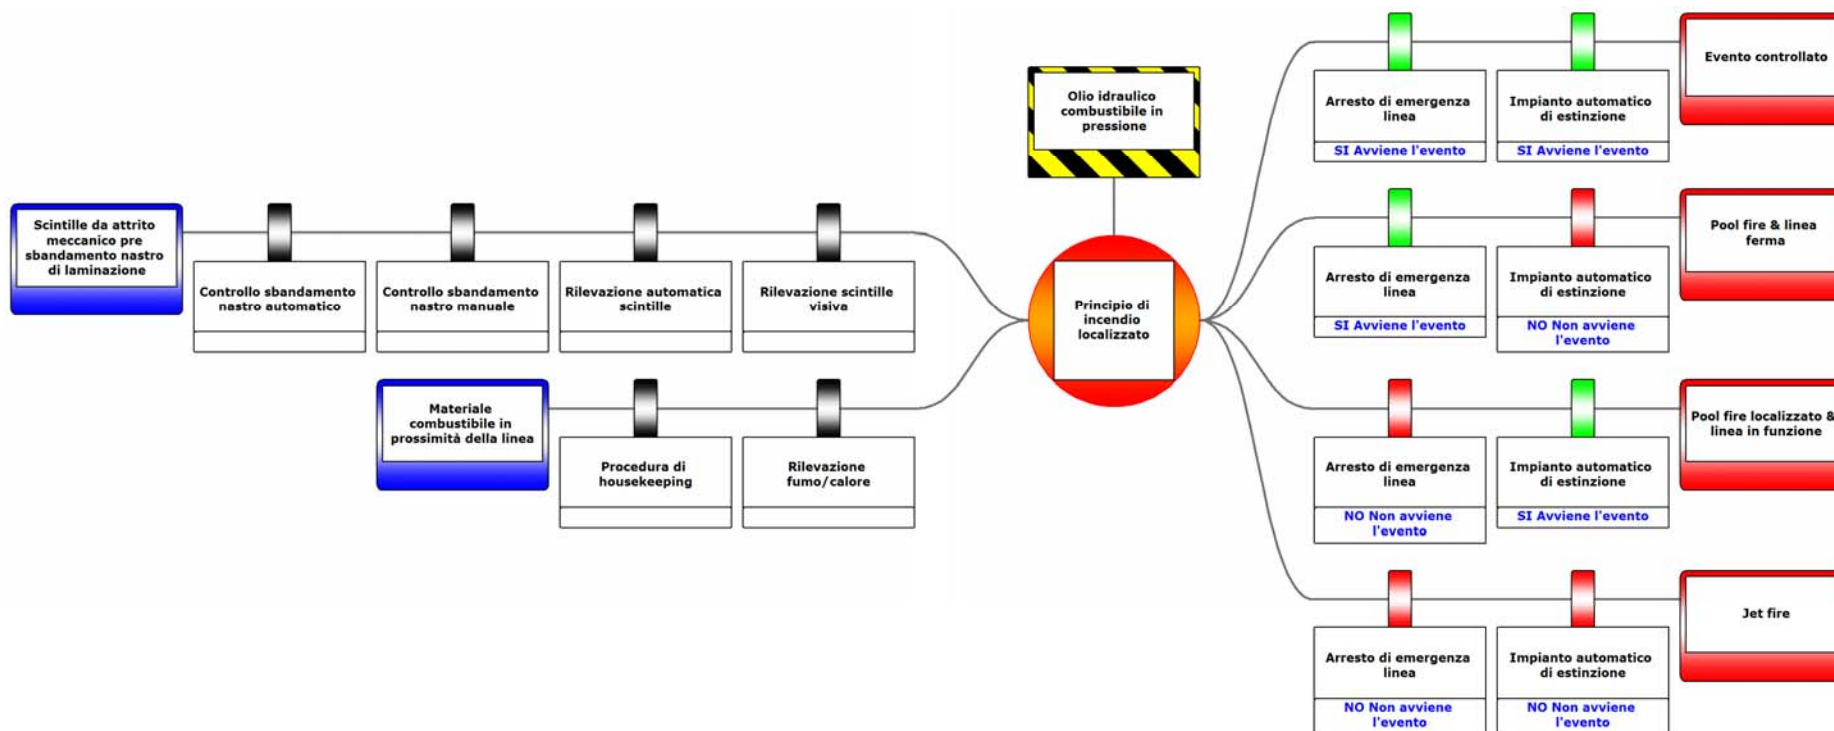 Olio idraulico
combustibile in
pressione
Scintille da attrito
meccanico pre
sbandamento nastro
di laminazione
Controllo sbandamento
nastro automatico
Controllo sbandamento
nastro manuale
Rilevazione automatica
scintille
Rilevazione scintille
visiva
Materiale
combustibile in
prossimità della linea
Procedura di
housekeeping
Rilevazione
fumo/calore
Principio di
incendio
localizzato
Arresto di emergenza
linea
SI Avviene l'evento
Impianto automatico
di estinzione
SI Avviene l'evento
Evento controllato
Arresto di emergenza
linea
SI Avviene l'evento
Impianto automatico
di estinzione
NO Non avviene
l'evento
Pool fire & linea
ferma
Arresto di emergenza
linea
NO Non avviene
l'evento
Impianto automatico
di estinzione
SI Avviene l'evento
Pool fire localizzato &
linea in funzione
Arresto di emergenza
linea
NO Non avviene
l'evento
Impianto automatico
di estinzione
NO Non avviene
l'evento
Jet fire